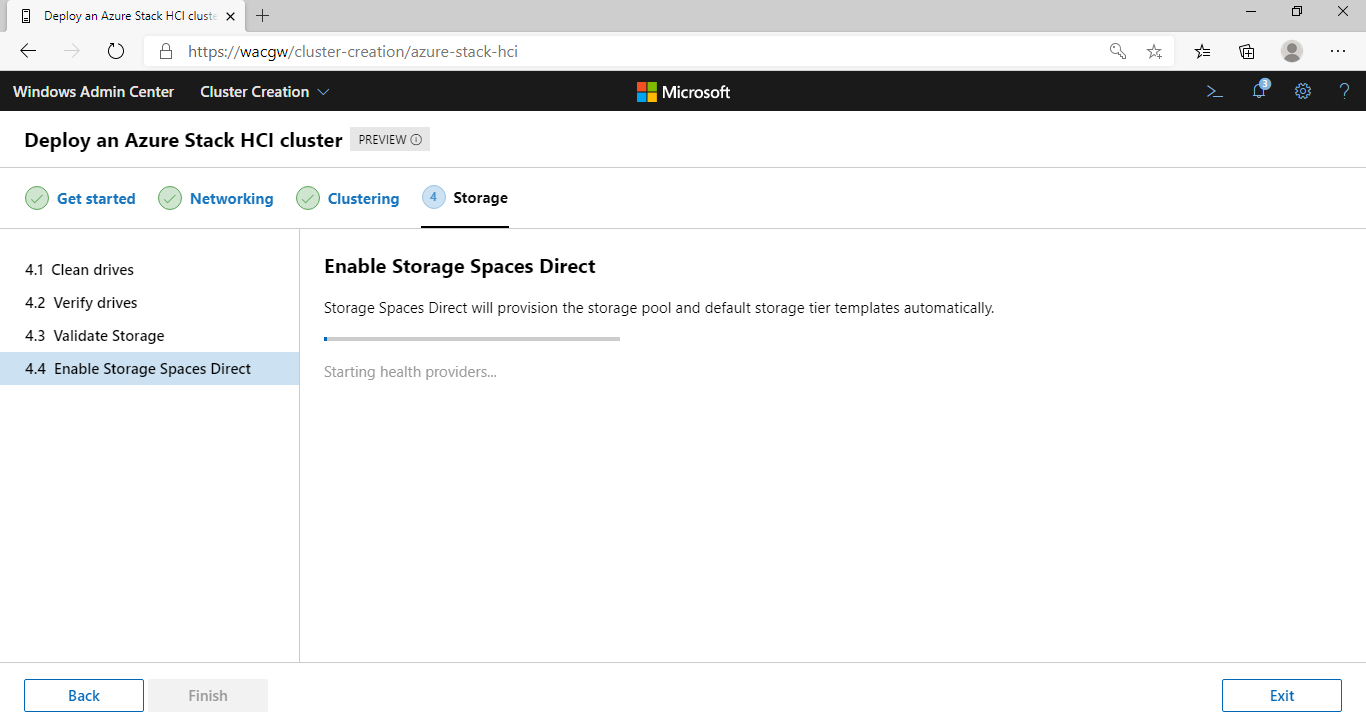 Deploy an Azure Stack HCI cluste
https://wacgw/cluster-creation/azure-stack-hci
Windows Admin Center Cluster Creation Microsoft 3 ?
Deploy an Azure Stack HCI cluster PREVIEW
Get started Networking Clustering 4 Storage
4.1 Clean drives
4.2 Verify drives
4.3 Validate Storage
4.4 Enable Storage Spaces Direct
Enable Storage Spaces Direct
Storage Spaces Direct will provision the storage pool and default storage tier templates automatically.
Starting health providers...
Back Finish Exit